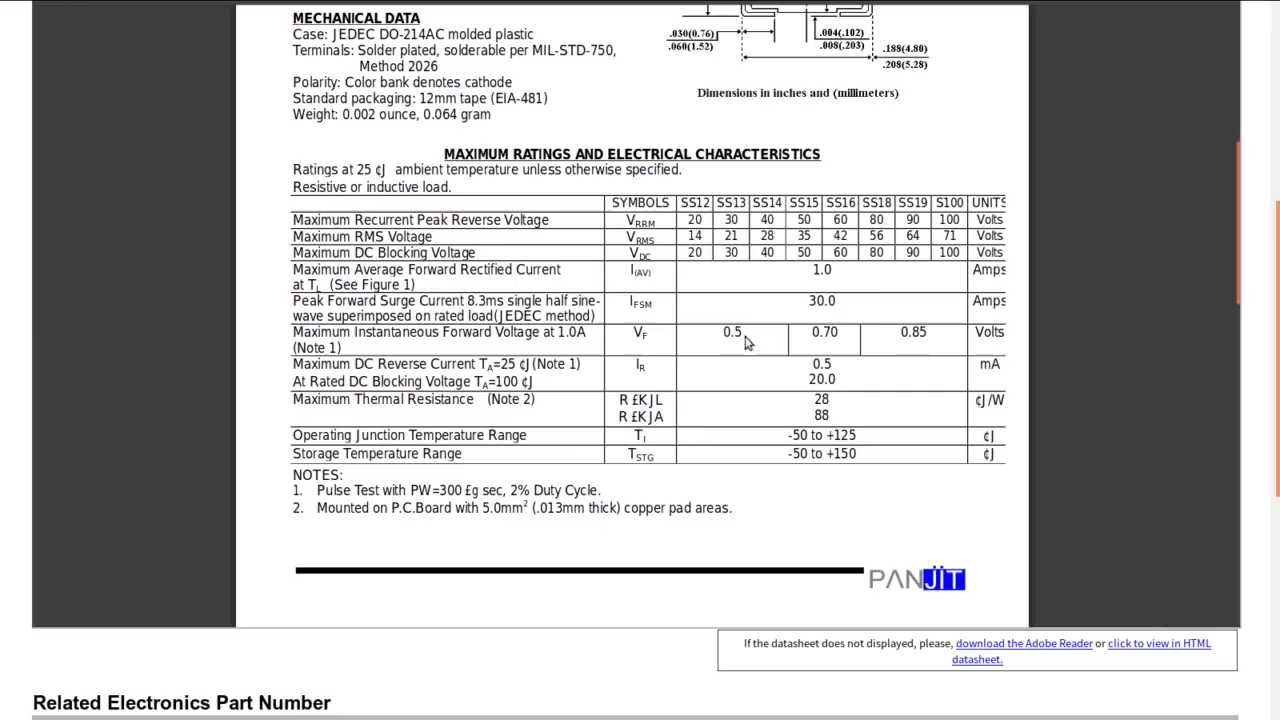 MECHANICAL DATA
Case: JEDEC DO-214AC molded plastic
Terminals: Solder plated, solderable per MIL-STD-750,
Method 2026
Polarity: Color bank denotes cathode
Standard packaging: 12mm tape (EIA-481)
Weight: 0.002 ounce, 0.064 gram
.030(0.76)
.060(1.52)
.004(.102)
.008(.203)
.188(4.80)
.208(5.28)
Dimensions in inches and (millimeters)
MAXIMUM RATINGS AND ELECTRICAL CHARACTERISTICS
Ratings at 25 ¢J ambient temperature unless otherwise specified.
Resistive or inductive load.
SYMBOLS SS12 SS13 SS14 SS15 SS16 SS18 SS19 S100 UNITS
Maximum Recurrent Peak Reverse Voltage VRRM 20 30 40 50 60 80 90 100 Volts
Maximum RMS Voltage VRMS 14 21 28 35 42 56 64 71 Volts
Maximum DC Blocking Voltage VDC 20 30 40 50 60 80 90 100 Volts
Maximum Average Forward Rectified Current I(AV) 1.0 Amps
at TL (See Figure 1)
Peak Forward Surge Current 8.3ms single half sine- IFSM 30.0 Amps
wave superimposed on rated load(JEDEC method)
Maximum Instantaneous Forward Voltage at 1.0A VF 0.5 0.70 0.85 Volts
(Note 1)
Maximum DC Reverse Current TA=25 ¢J(Note 1) IR 0.5 mA
At Rated DC Blocking Voltage TA=100 ¢J 20.0
Maximum Thermal Resistance (Note 2) R £KJL 28 ¢J/W
R £KJA 88
Operating Junction Temperature Range TJ -50 to +125 ¢J
Storage Temperature Range TSTG -50 to +150 ¢J
NOTES:
1. Pulse Test with PW=300 £g sec, 2% Duty Cycle.
2. Mounted on P.C.Board with 5.0mm² (.013mm thick) copper pad areas.
PANJIT
If the datasheet does not displayed, please, download the Adobe Reader or click to view in HTML
datasheet.
Related Electronics Part Number